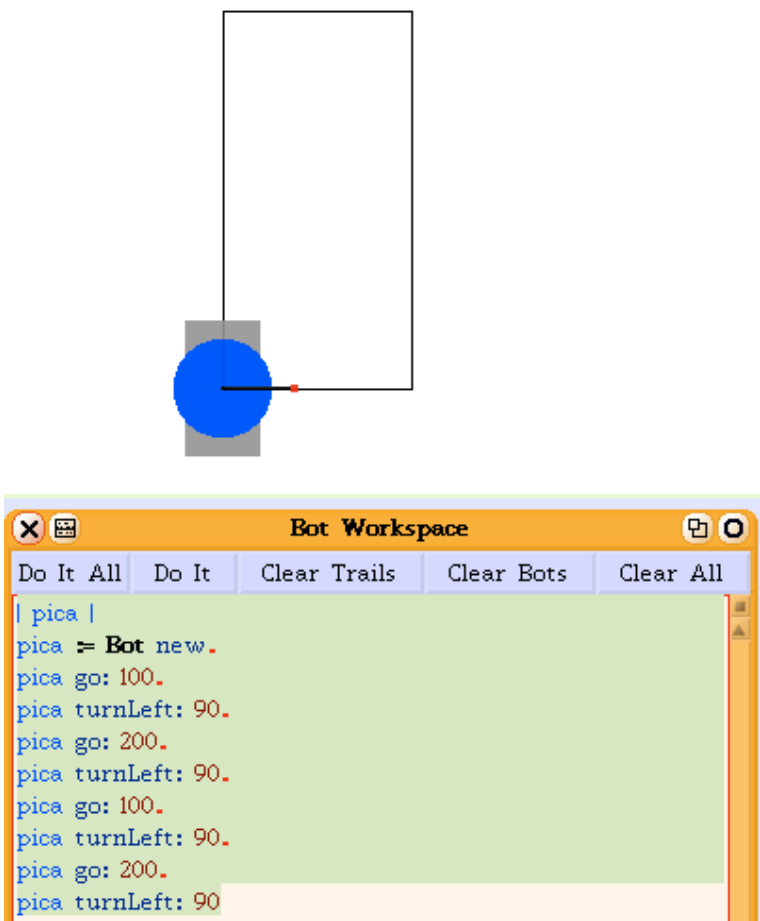 Bot Workspace
Do It All Do It Clear Trails Clear Bots Clear All
| pica |
pica := Bot new.
pica go: 100.
pica turnLeft: 90.
pica go: 200.
pica turnLeft: 90.
pica go: 100.
pica turnLeft: 90.
pica go: 200.
pica turnLeft: 90